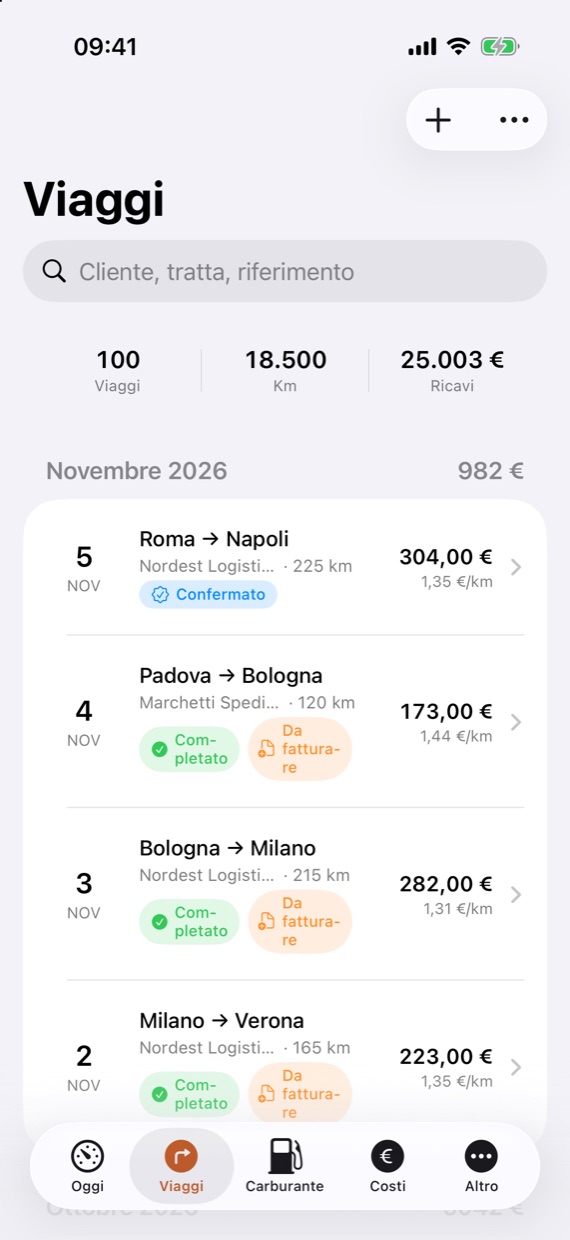 09:41
Viaggi
Cliente, tratta, riferimento
100
Viaggi
18.500
Km
25.003 €
Ricavi
Novembre 2026
982 €
5
NOV
Roma → Napoli
Nordest Logisti... · 225 km
Confermato
304,00 €
1,35 €/km
4
NOV
Padova → Bologna
Marchetti Spedi... · 120 km
Com-
pletato
Da
fattura-
re
173,00 €
1,44 €/km
3
NOV
Bologna → Milano
Nordest Logisti... · 215 km
Com-
pletato
Da
fattura-
re
282,00 €
1,31 €/km
2
NOV
Milano → Verona
Nordest Logisti... · 165 km
Com-
pletato
Da
fattura-
re
223,00 €
1,35 €/km
Oggi
Viaggi
Carburante
Costi
Altro
Ottobre 2026